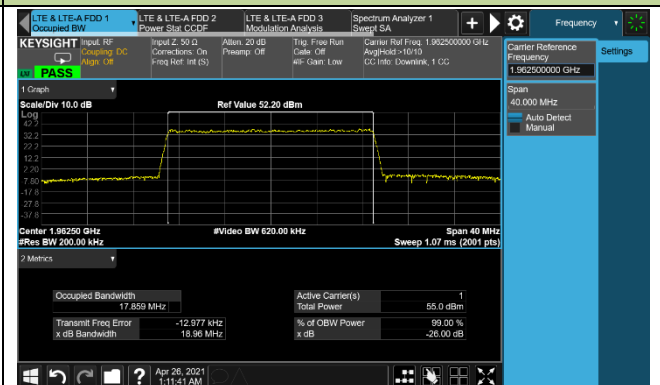 LTE & LTE-A FDD 1
Occupied BW
LTE & LTE-A FDD 2
Power Stat CCDF
LTE & LTE-A FDD 3
Modulation Analysis
Spectrum Analyzer 1
Swept SA
Frequency
KEYSIGHT
Input: RF
Coupling: DC
Align: Off
Input Z: 50 Ω
Corrections: On
Freq Ref: Int (S)
Atten: 20 dB
Preamp: Off
Trig: Free Run
Gate: Off
#IF Gain: Low
Carrier Ref Freq: 1.962500000 GHz
Avg|Hold:>10/10
CC Info: Downlink, 1 CC
PASS
Carrier Reference
Frequency
1.962500000 GHz
Settings
Span
40.000 MHz
Auto Detect
Manual
1 Graph
Scale/Div 10.0 dB
Ref Value 52.20 dBm
Log
42.2
32.2
22.2
12.2
2.20
-7.80
-17.8
-27.8
-37.8
Center 1.96250 GHz
#Video BW 620.00 kHz
Span 40 MHz
#Res BW 200.00 kHz
Sweep 1.07 ms (2001 pts)
2 Metrics
Occupied Bandwidth
17.859 MHz
Active Carrier(s) 1
Total Power 55.0 dBm
Transmit Freq Error -12.977 kHz
x dB Bandwidth 18.96 MHz
% of OBW Power 99.00 %
x dB -26.00 dB
?
Apr 26, 2021
1:11:41 AM